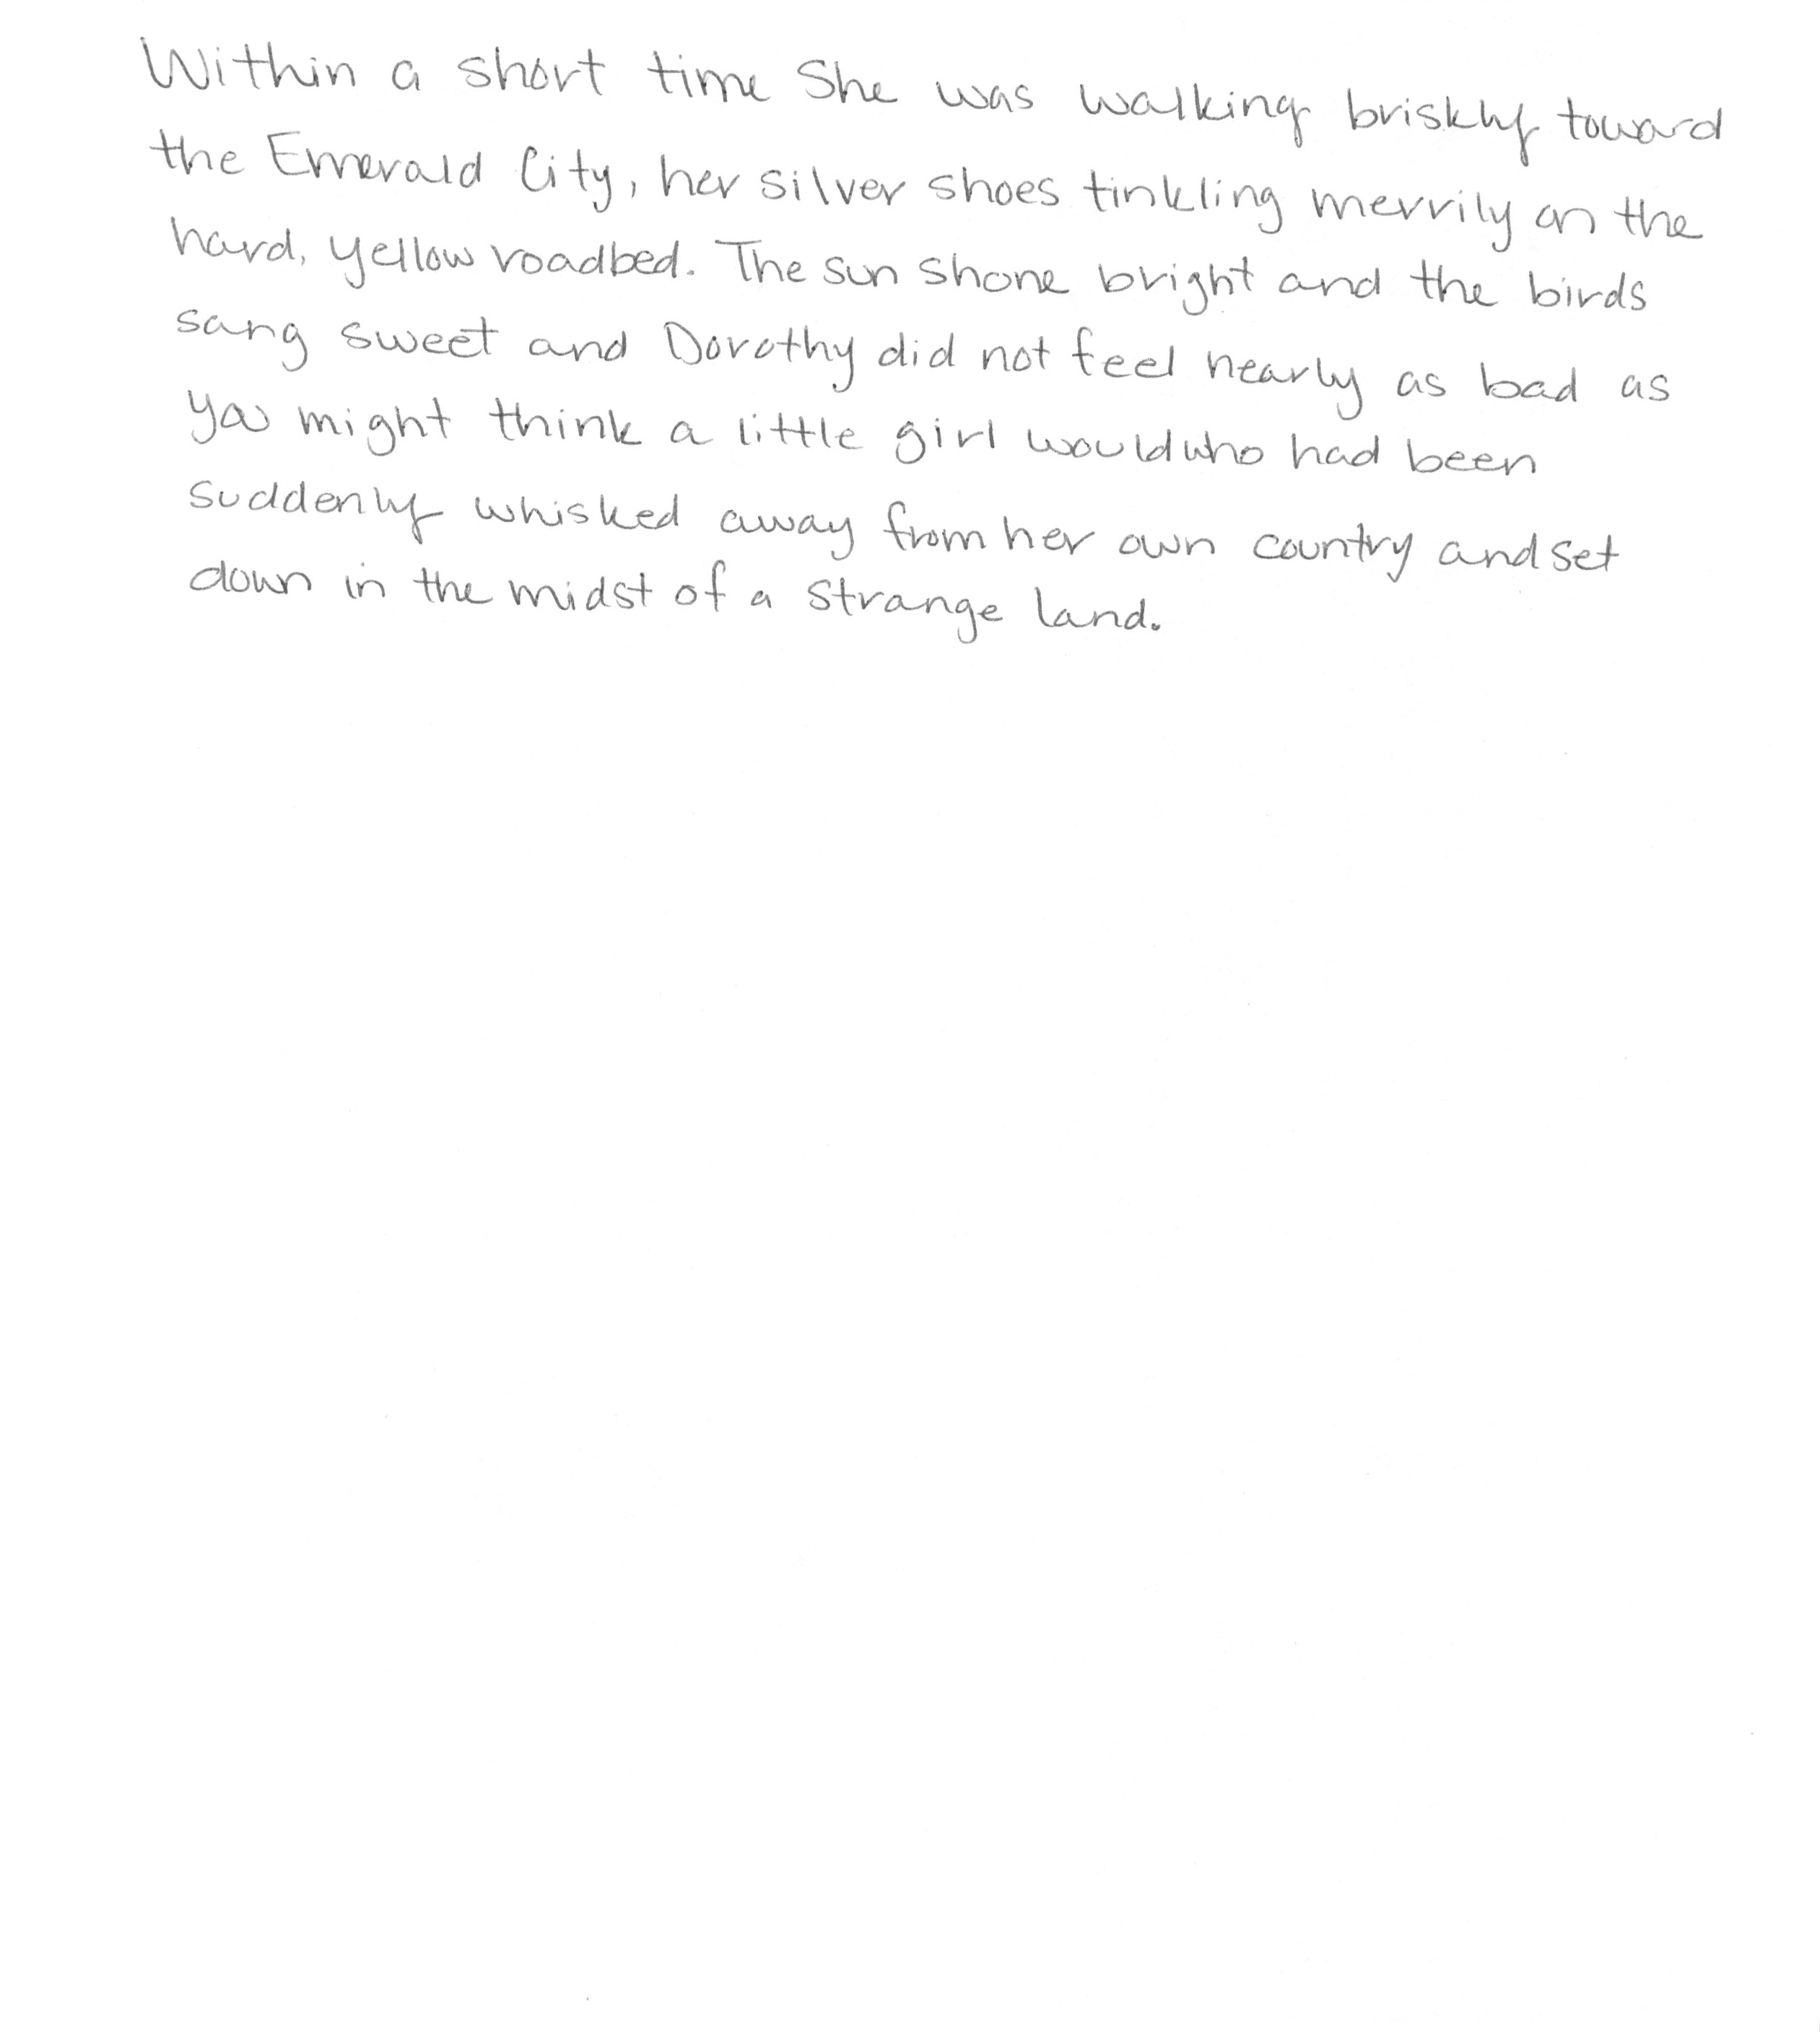 Within a short time She was walking briskly toward
the Emerald City, her silver shoes tinkling merrily on the
hard, yellow roadbed. The sun shone bright and the birds
sang sweet and Dorothy did not feel nearly as bad as
you might think a little girl would who had been
suddenly whisked away from her own country and set
down in the midst of a strange land.